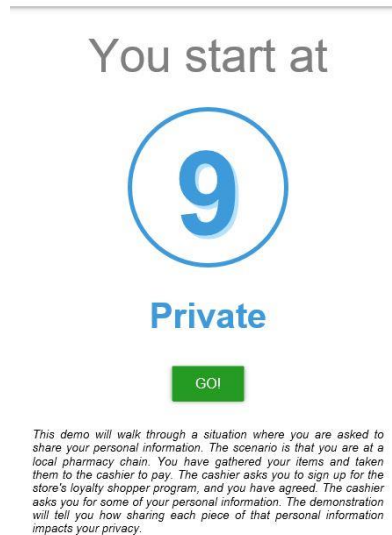 You start at
9
Private
GO!
This demo will walk through a situation where you are asked to
share your personal information. The scenario is that you are at a
local pharmacy chain. You have gathered your items and taken
them to the cashier to pay. The cashier asks you to sign up for the
store's loyalty shopper program, and you have agreed. The cashier
asks you for some of your personal information. The demonstration
will tell you how sharing each piece of that personal information
impacts your privacy.